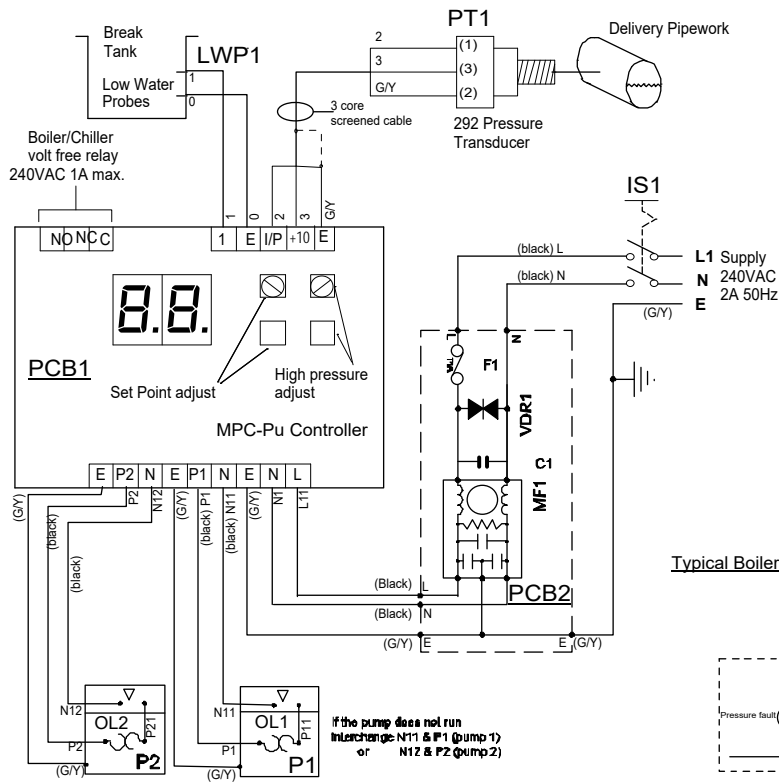 Break
Tank
LWP1
Low Water
Probes
1
0
PT1
2
3
G/Y
(1)
(3)
(2)
Delivery Pipework
3 core
screened cable
292 Pressure
Transducer
Boiler/Chiller
volt free relay
240VAC 1A max.
1
0
2
3
G/Y
NO NC C
1 E I/P +10 E
8.8.
PCB1
Set Point adjust
High pressure
adjust
MPC-Pu Controller
E P2 N E P1 N E N L
(G/Y)
P2
(black)
N12
(black)
(G/Y)
(black) P1
(black) N11
(G/Y)
N1
L11
IS1
(black) L
(black) N
L1 Supply
N 240VAC
E 2A 50Hz
(G/Y)
L
N
F1
VDR1
C1
MF1
(Black) L
(Black) N
PCB2
(G/Y) E
E (G/Y)
Typical Boiler
Pressure fault
N12
OL2
P21
P2
P2
(G/Y)
N11
OL1
P11
P1
P1
(G/Y)
If the pump does not run
Interchange N11 & P1 (pump 1)
or N12 & P2 (pump 2)